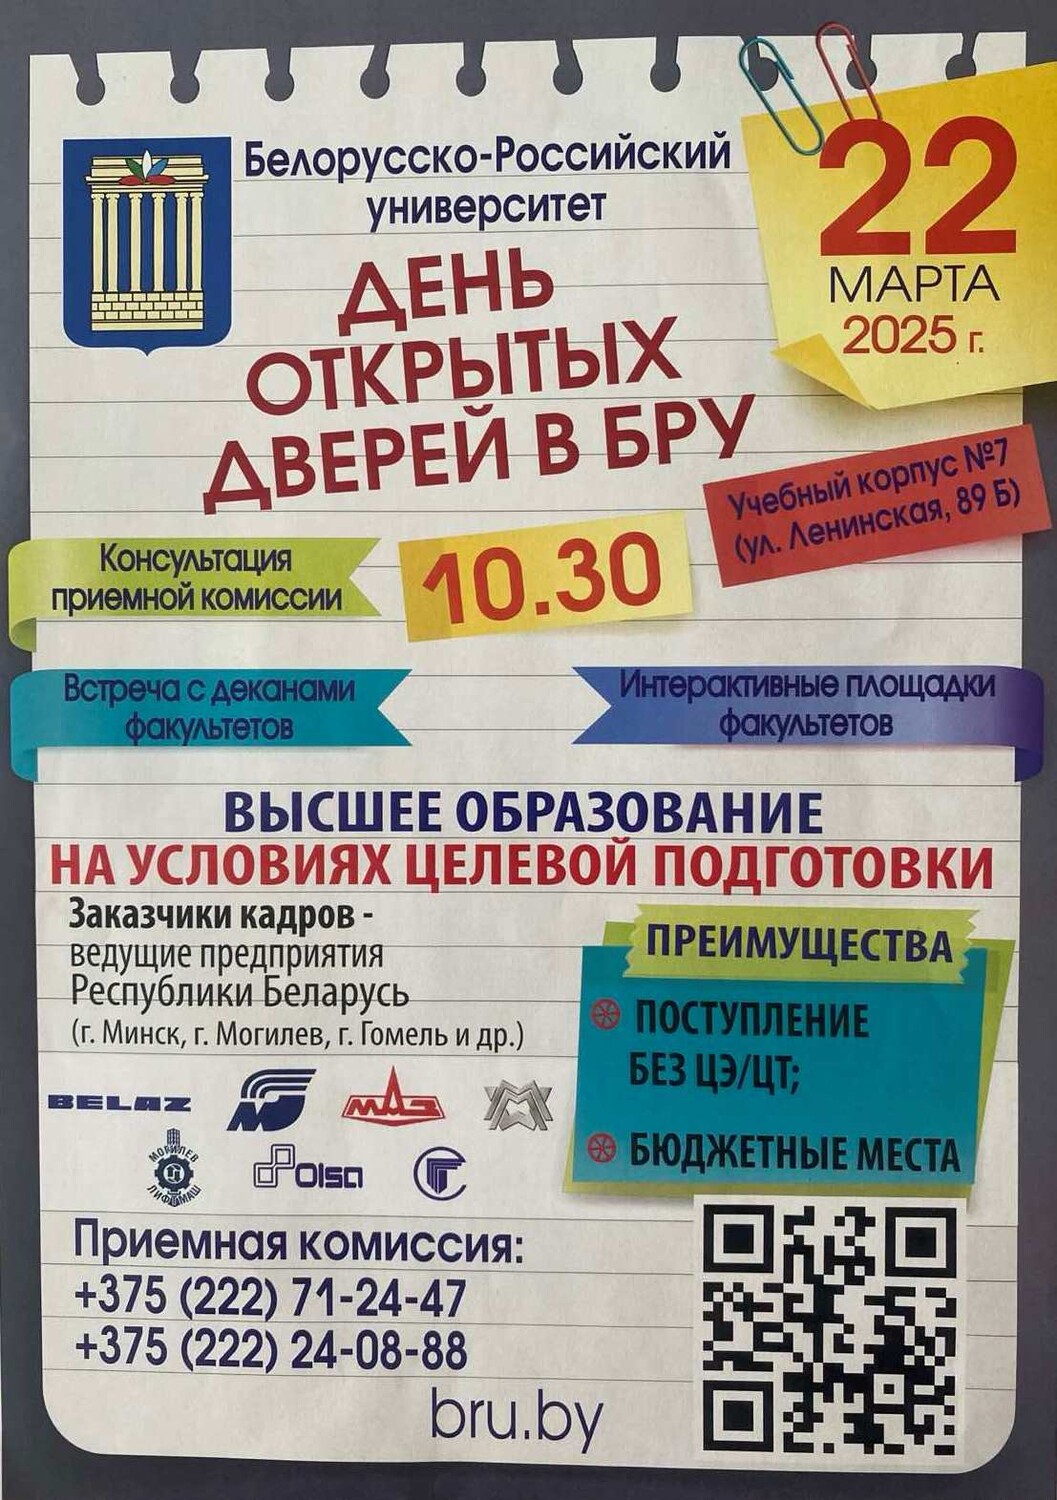 Белорусско-Российский
университет
22
МАРТА
2025 г.
ДЕНЬ
ОТКРЫТЫХ
ДВЕРЕЙ В БРУ
Учебный корпус №7
(ул. Ленинская, 89 Б)
Консультация
приемной комиссии
10.30
Встреча с деканами
факультетов
Интерактивные площадки
факультетов
ВЫСШЕЕ ОБРАЗОВАНИЕ
НА УСЛОВИЯХ ЦЕЛЕВОЙ ПОДГОТОВКИ
Заказчики кадров -
ведущие предприятия
Республики Беларусь
(г. Минск, г. Могилев, г. Гомель и др.)
ПРЕИМУЩЕСТВА
ПОСТУПЛЕНИЕ
БЕЗ ЦЭ/ЦТ;
БЮДЖЕТНЫЕ МЕСТА
BELAZ
МАЗ
МОГИЛЕВ
ЛИФТМАШ
Olsa
Приемная комиссия:
+375 (222) 71-24-47
+375 (222) 24-08-88
bru.by